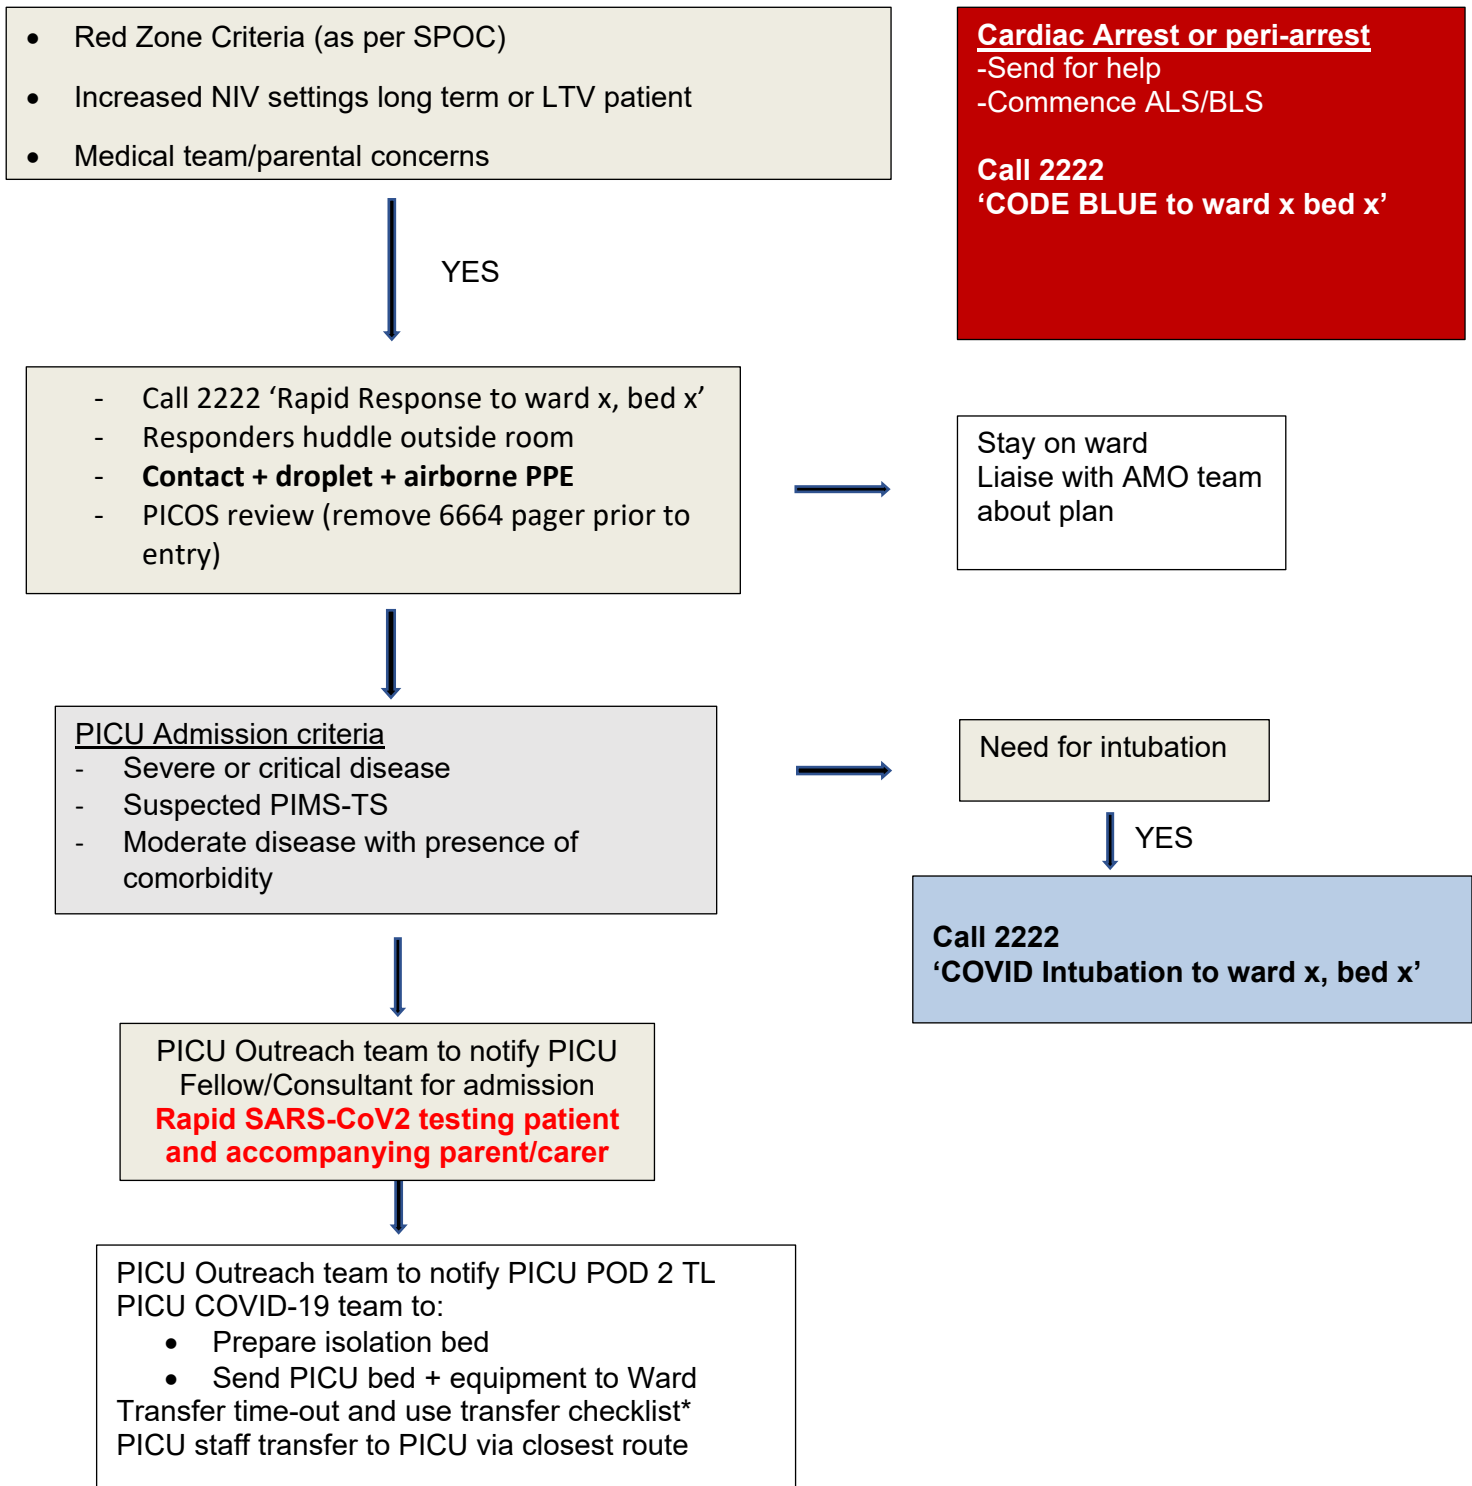 • Red Zone Criteria (as per SPOC)
• Increased NIV settings long term or LTV patient
• Medical team/parental concerns
Cardiac Arrest or peri-arrest
-Send for help
-Commence ALS/BLS
Call 2222
‘CODE BLUE to ward x bed x’
YES
- Call 2222 ‘Rapid Response to ward x, bed x’
- Responders huddle outside room
- Contact + droplet + airborne PPE
- PICOS review (remove 6664 pager prior to
entry)
Stay on ward
Liaise with AMO team
about plan
PICU Admission criteria
- Severe or critical disease
- Suspected PIMS-TS
- Moderate disease with presence of
comorbidity
Need for intubation
YES
Call 2222
‘COVID Intubation to ward x, bed x’
PICU Outreach team to notify PICU
Fellow/Consultant for admission
Rapid SARS-CoV2 testing patient
and accompanying parent/carer
PICU Outreach team to notify PICU POD 2 TL
PICU COVID-19 team to:
• Prepare isolation bed
• Send PICU bed + equipment to Ward
Transfer time-out and use transfer checklist*
PICU staff transfer to PICU via closest route